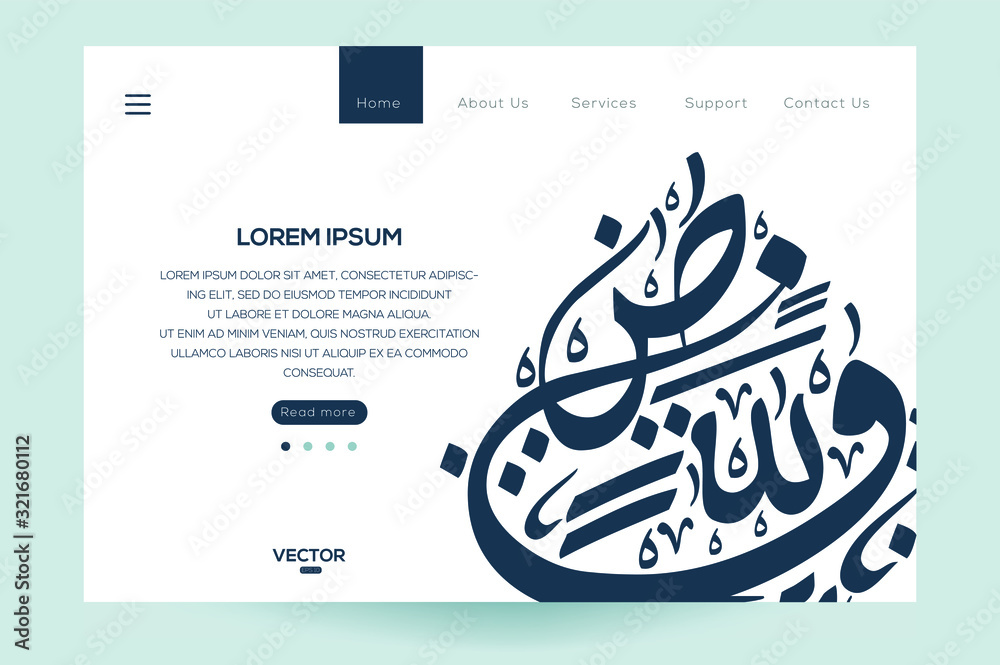 Home About Us Services Support Contact Us
LOREM IPSUM
LOREM IPSUM DOLOR SIT AMET, CONSECTETUR ADIPISC-
ING ELIT, SED DO EIUSMOD INCIDIDUNT
UT LABORE ET DOLORE MAGNA ALIQUA.
UT ENIM AD MINIM VENIAM, QUIS NOSTRUD EXERCITATION
ULLAMCO LABORIS NISI UT ALIQUIP EX EA COMMODO
CONSEQUAT.
Read more
VECTOR
EPS 10
Adobe Stock | #321680112